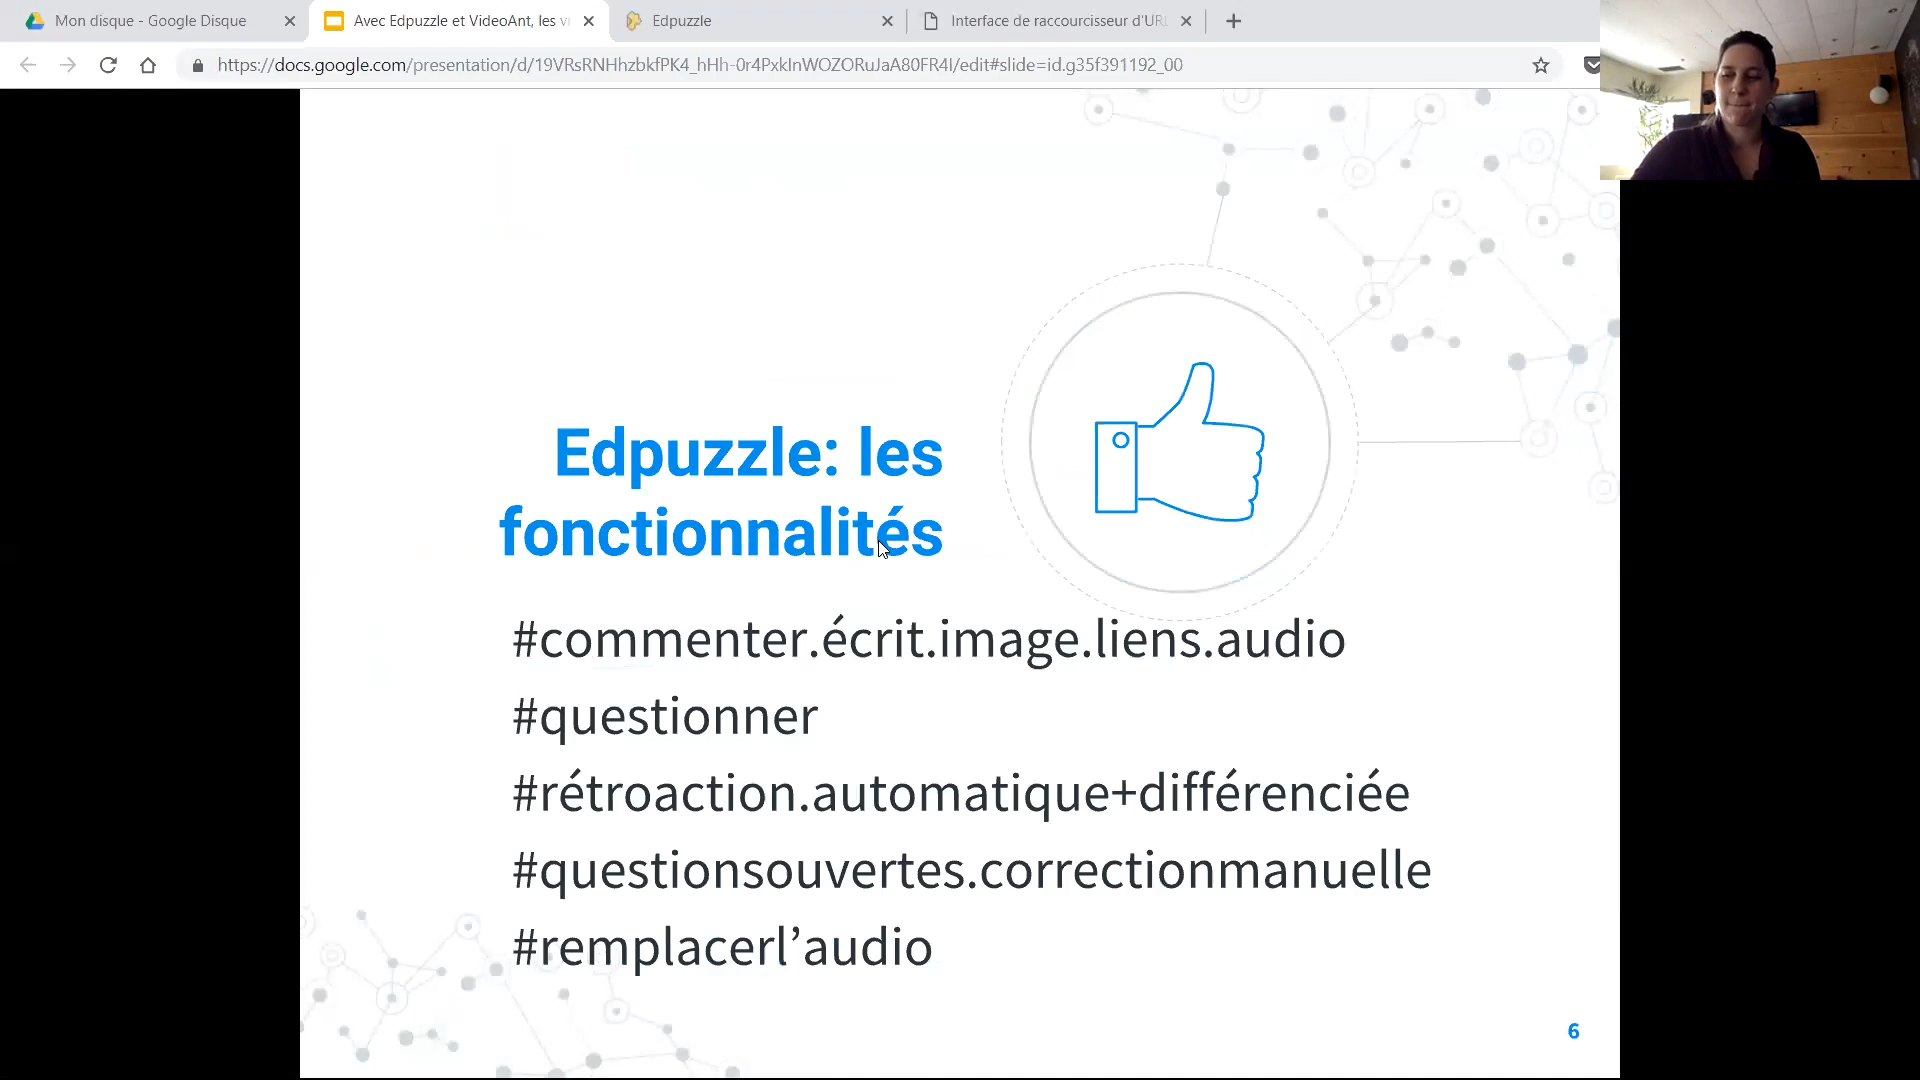 Mon disque - Google Disque
Avec Edpuzzle et VideoAnt, les v
Edpuzzle
Interface de raccourcisseur d'URL
https://docs.google.com/presentation/d/19VRsRNHhzbkfPK4_hHh-0r4PxkInWOZORuJaA80FR4I/edit#slide=id.g35f391192_00
Edpuzzle: les
fonctionnalités
#commenter.écrit.image.liens.audio
#questionner
#rétroaction.automatique+différenciée
#questionsouvertes.correctionmanuelle
#remplacerl’audio
6